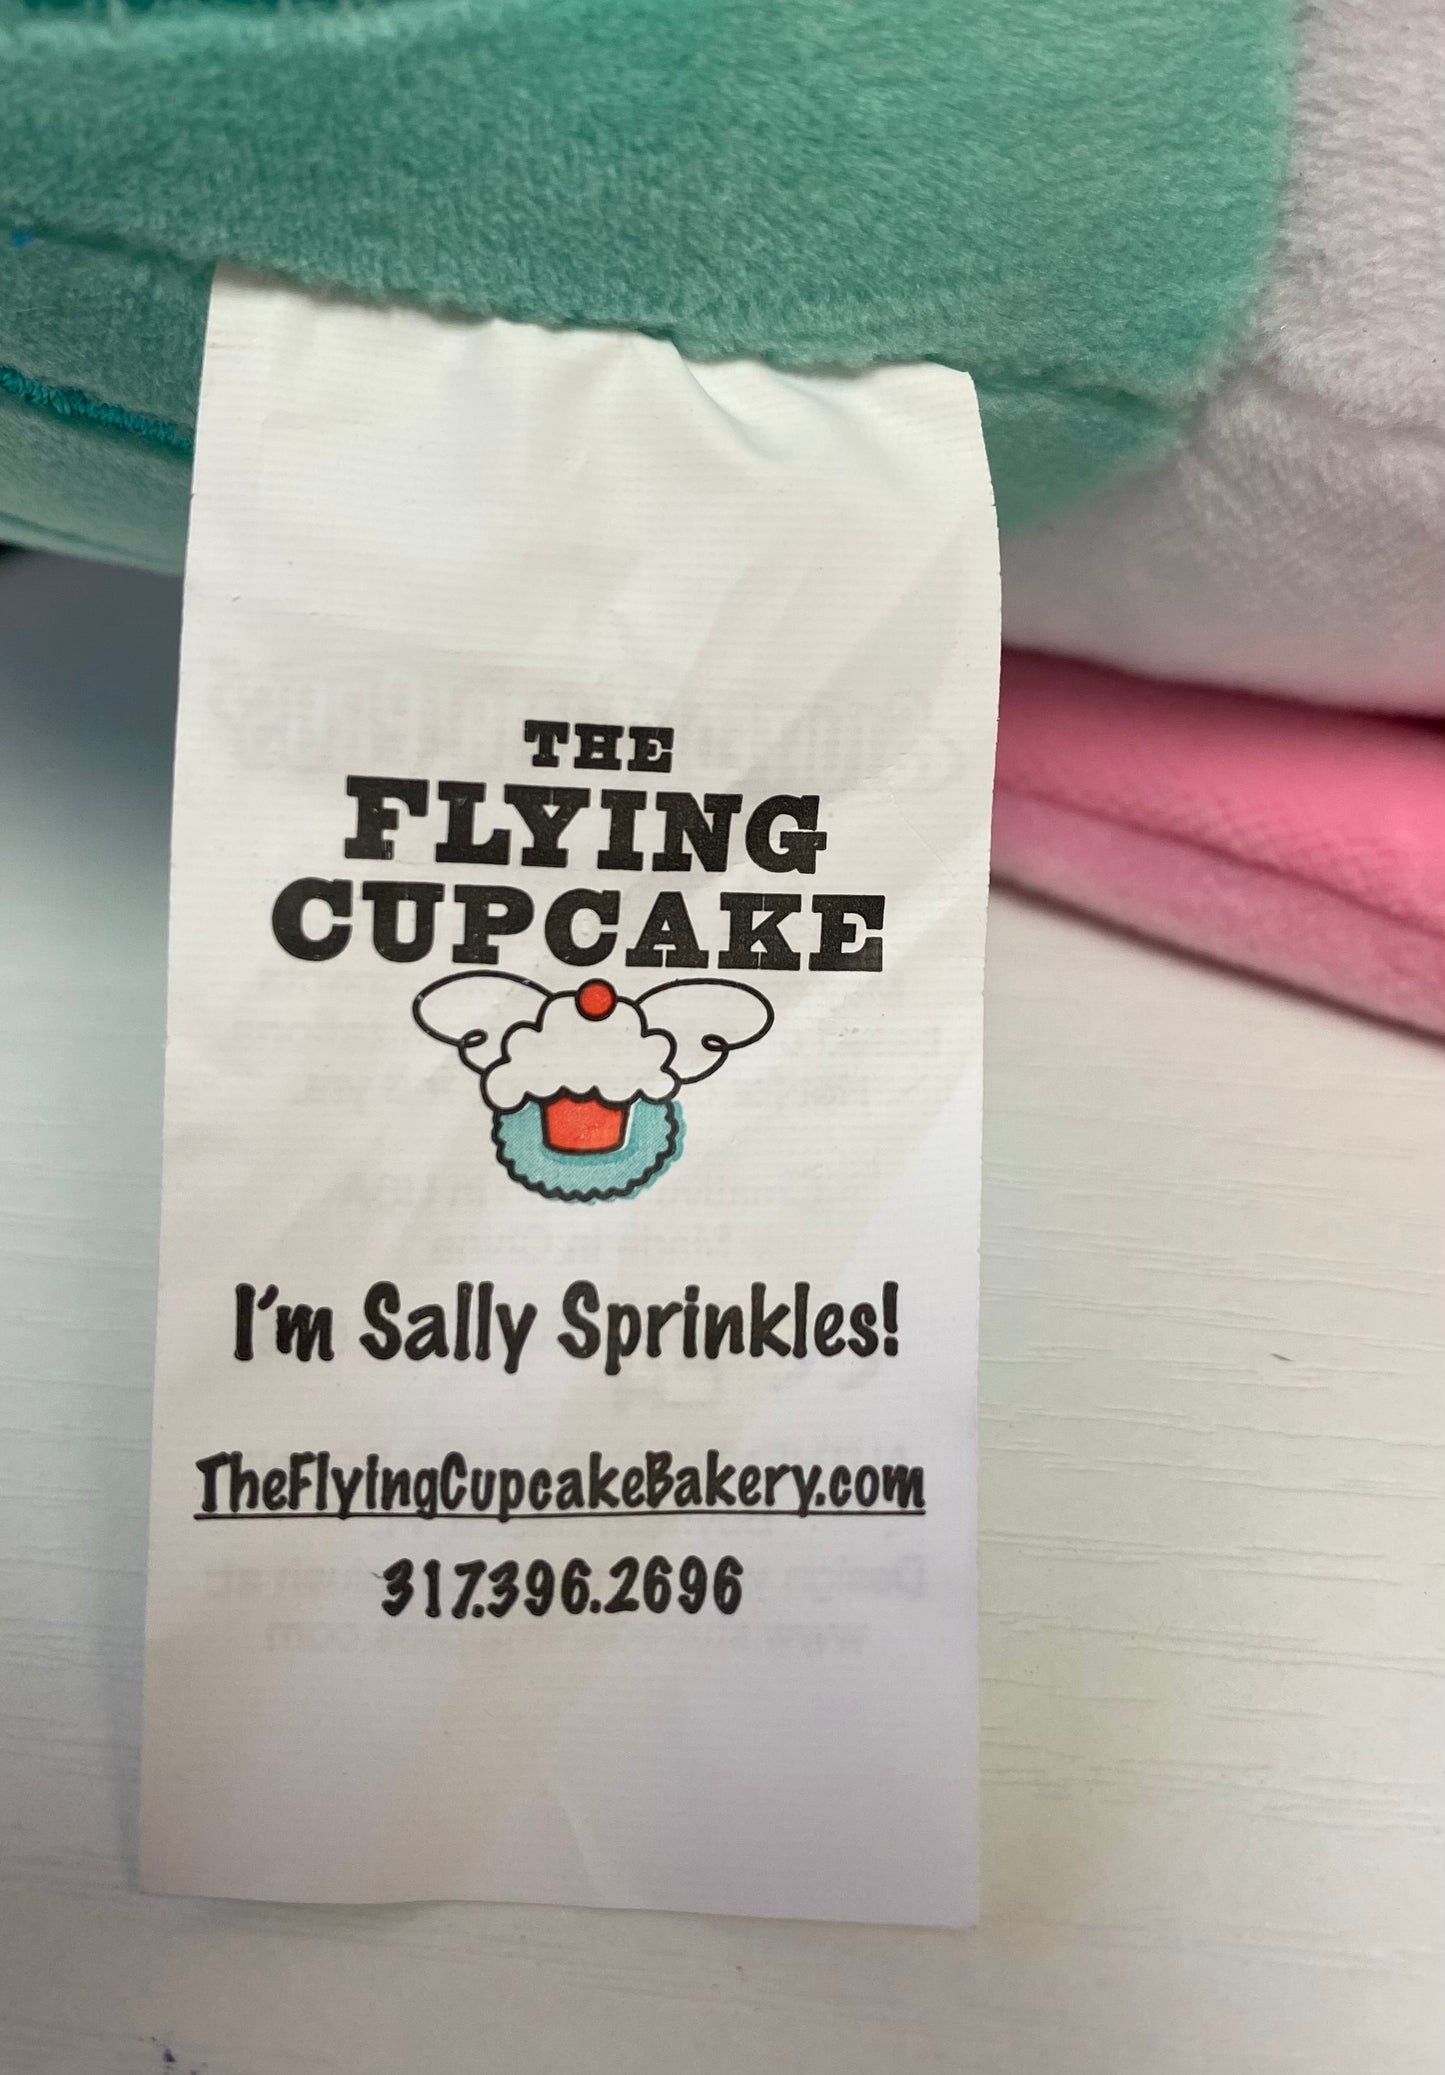 THE
FLYING
CUPCAKE
I'm Sally Sprinkles!
TheFlyingCupcakeBakery.com
317.396.2696